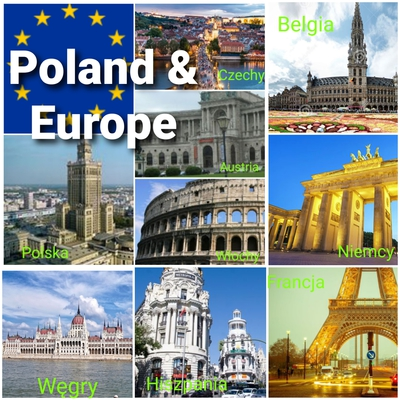 Poland &
Europe
Czechy
Belgia
Austria
Polska
Włochy
Niemcy
Węgry
Hiszpania
Francja